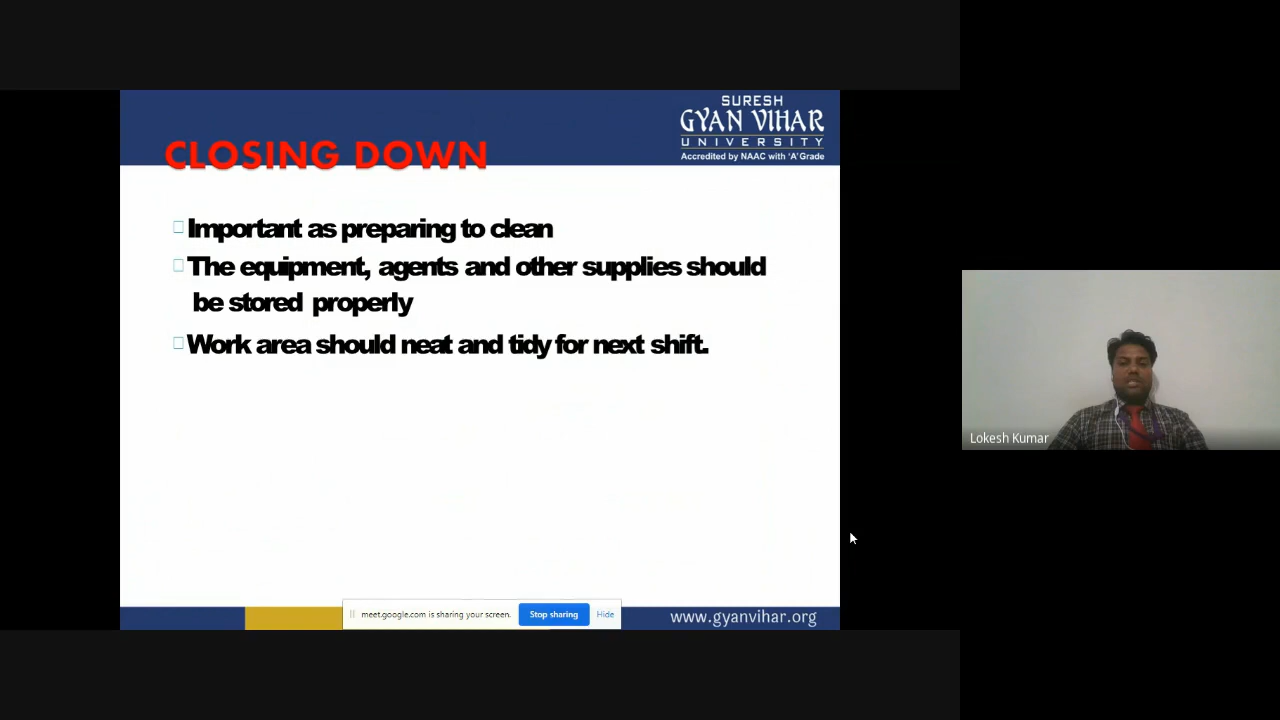 SURESH
GYAN VIHAR
UNIVERSITY
Accredited by NAAC with 'A' Grade
CLOSING DOWN
Important as preparing to clean
The equipment, agents and other supplies should
be stored properly
Work area should neat and tidy for next shift.
Lokesh Kumar
meet.google.com is sharing your screen. Stop sharing Hide
www.gyanvihar.org